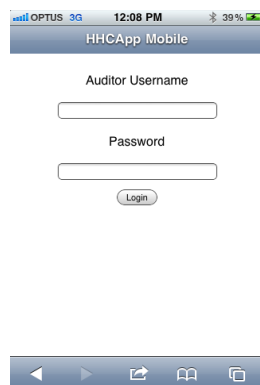 OPTUS 3G 12:08 PM 39%
HHCApp Mobile
Auditor Username
Password
Login